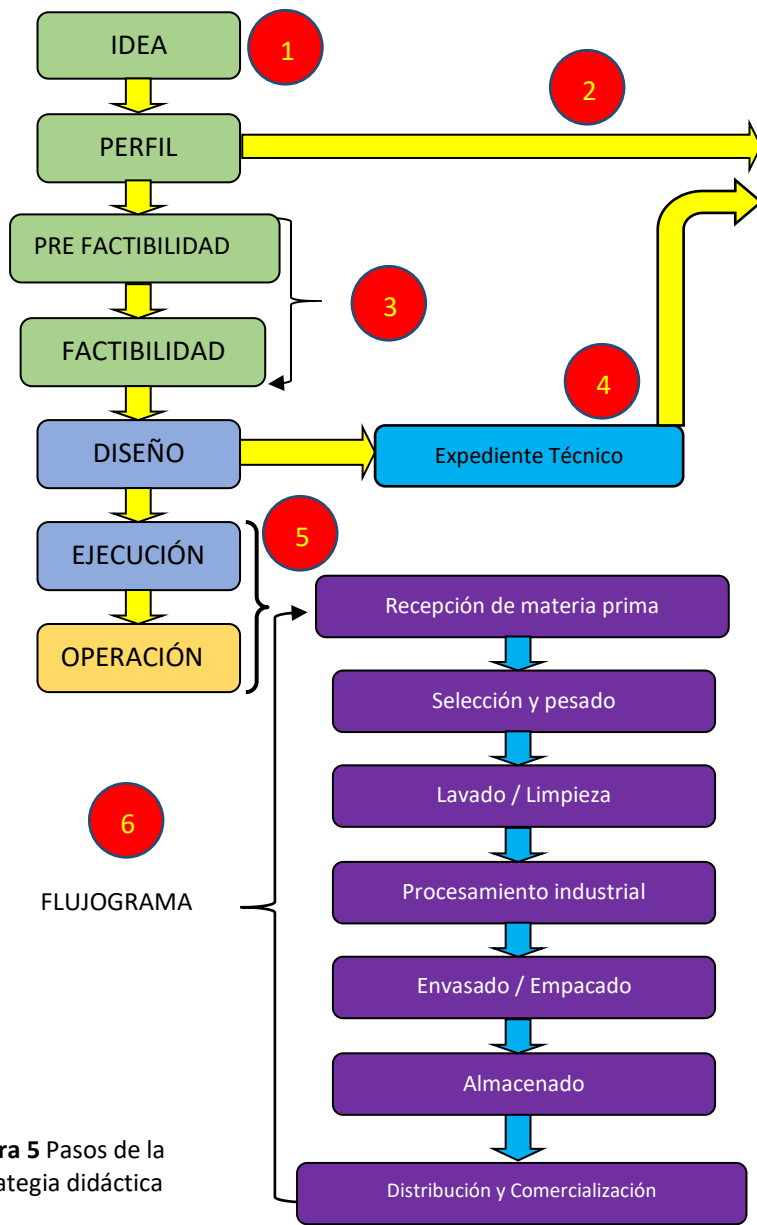 IDEA
1
2
PERFIL
PRE FACTIBILIDAD
3
FACTIBILIDAD
4
DISEÑO
Expediente Técnico
EJECUCIÓN
5
OPERACIÓN
Recepción de materia prima
Selección y pesado
Lavado / Limpieza
6
FLUJOGRAMA
Procesamiento industrial
Envasado / Empacado
Almacenado
ra 5 Pasos de la
ategia didáctica
Distribución y Comercialización